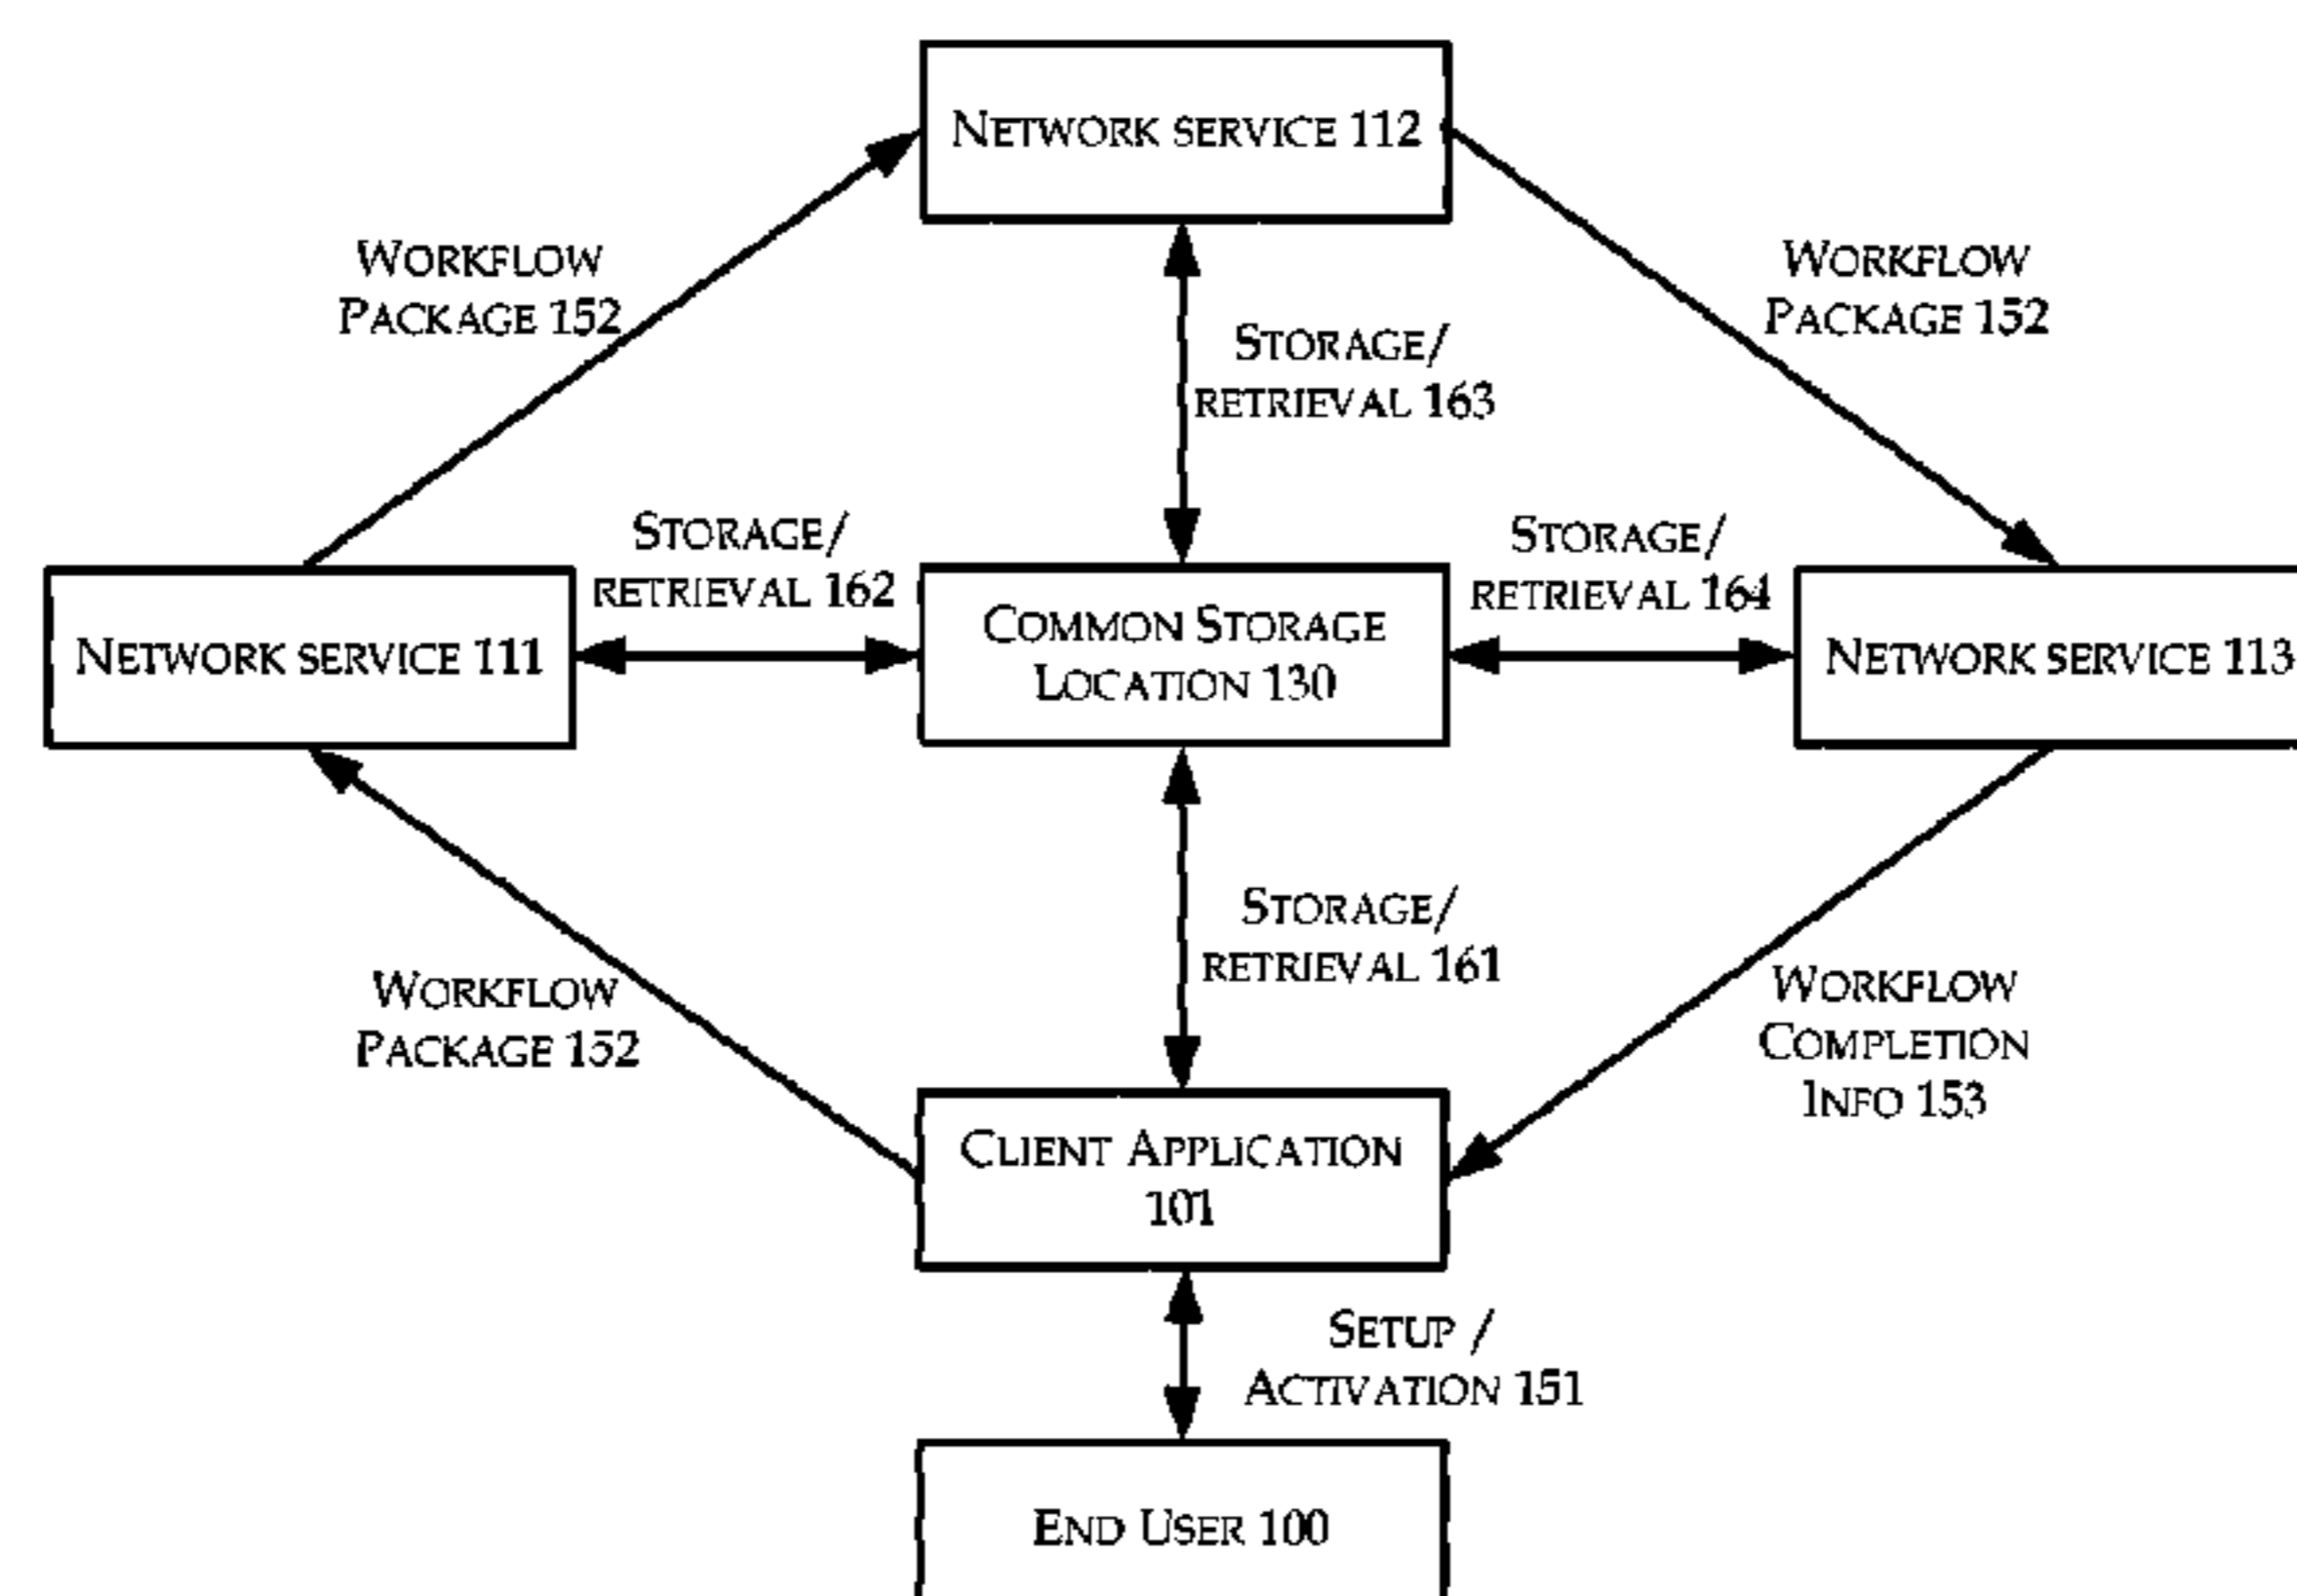 Network service 112
Workflow
Package 152
Workflow
Package 152
Storage/
retrieval 163
Storage/
retrieval 162
Storage/
retrieval 164
Network service 111
Common Storage
Location 130
Network service 113
Storage/
retrieval 161
Workflow
Package 152
Workflow
Completion
Info 153
Client Application
101
Setup /
Activation 151
End User 100